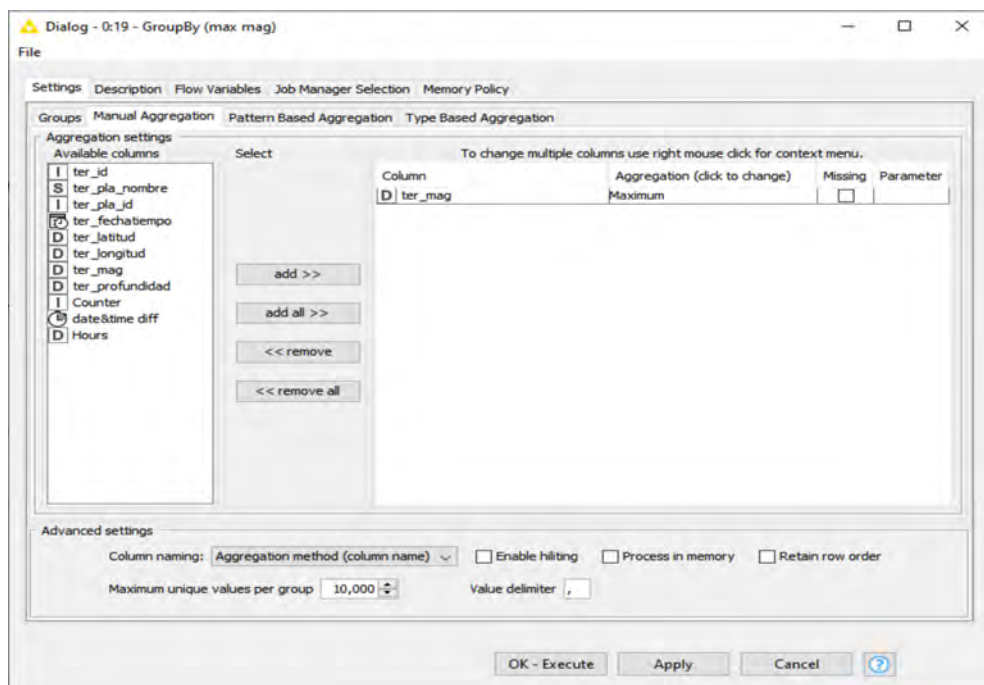 Dialog - 0:19 - GroupBy (max mag)
File
Settings Description Flow Variables Job Manager Selection Memory Policy
Groups Manual Aggregation Pattern Based Aggregation Type Based Aggregation
Aggregation settings
Available columns
Select
To change multiple columns use right mouse click for context menu.
I ter_id
S ter_pla_nombre
I ter_pla_id
ter_fechatiempo
D ter_latitud
D ter_longitud
D ter_mag
D ter_profundidad
I Counter
date&time diff
D Hours
add >>
add all >>
<< remove
<< remove all
Column Aggregation (click to change) Missing Parameter
D ter_mag Maximum
Advanced settings
Column naming: Aggregation method (column name) Enable hiliting Process in memory Retain row order
Maximum unique values per group 10,000 Value delimiter ,
OK - Execute Apply Cancel ?